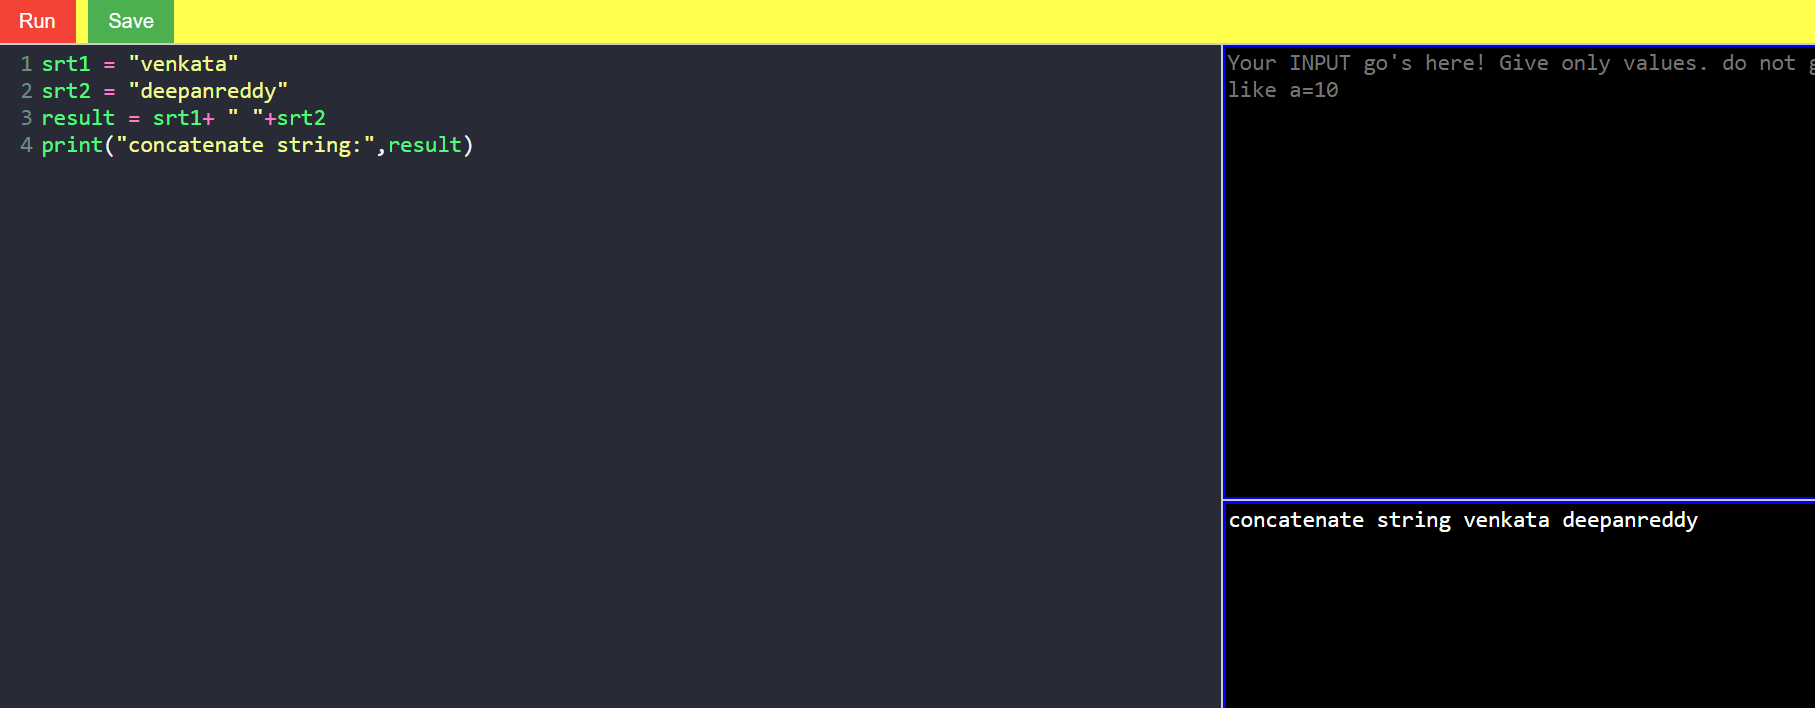 Run Save
1 srt1 = "venkata"
2 srt2 = "deepanreddy"
3 result = srt1+ " "+srt2
4 print("concatenate string:",result)
Your INPUT go's here! Give only values. do not
like a=10
concatenate string venkata deepanreddy